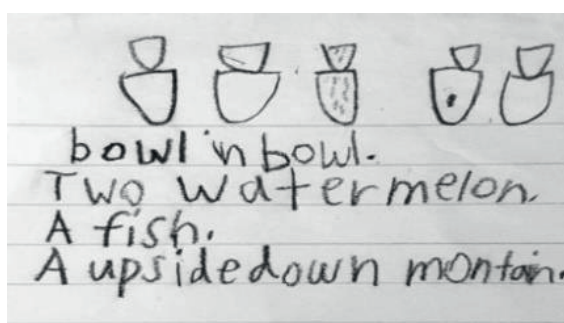 bowl in bowl.
Two watermelon.
A fish.
A upsidedown montain.